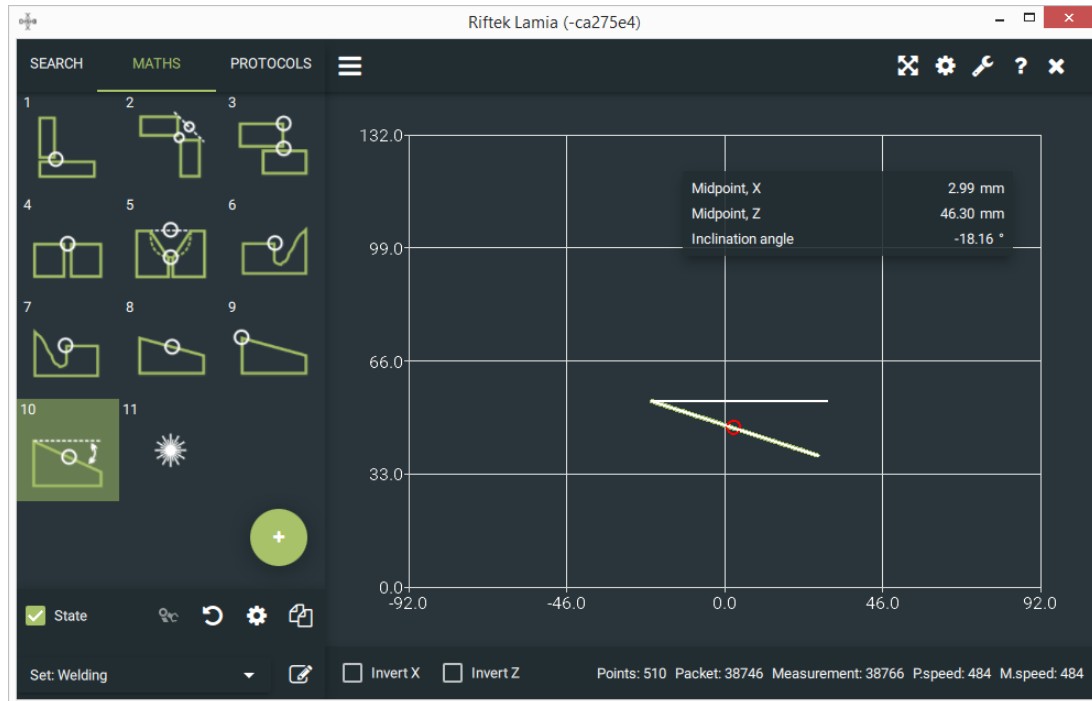 Riftek Lamia (-ca275e4)
SEARCH MATHS PROTOCOLS
1 2 3
4 5 6
7 8 9
10 11
State
Set: Welding
132.0
99.0
66.0
33.0
0.0
-92.0 -46.0 0.0 46.0 92.0
Midpoint, X 2.99 mm
Midpoint, Z 46.30 mm
Inclination angle -18.16 °
Invert X Invert Z Points: 510 Packet: 38746 Measurement: 38766 P.speed: 484 M.speed: 484